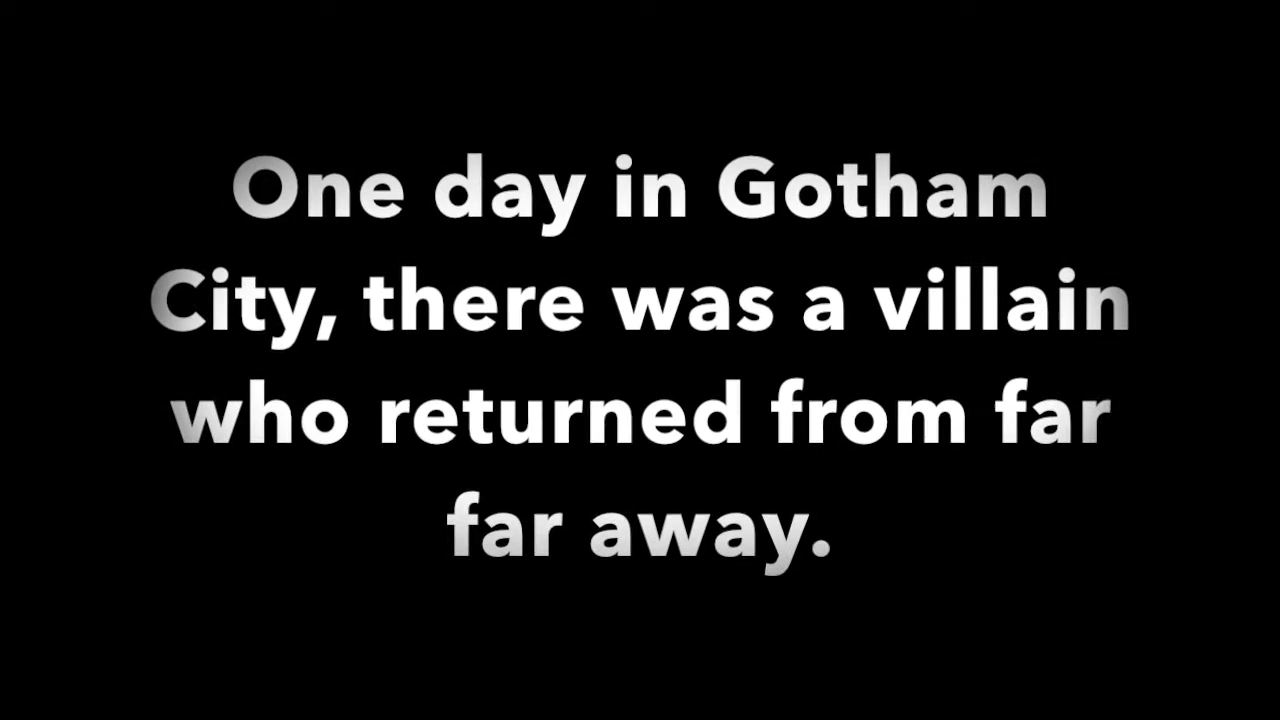 One day in Gotham
City, there was a villain
who returned from far
far away.